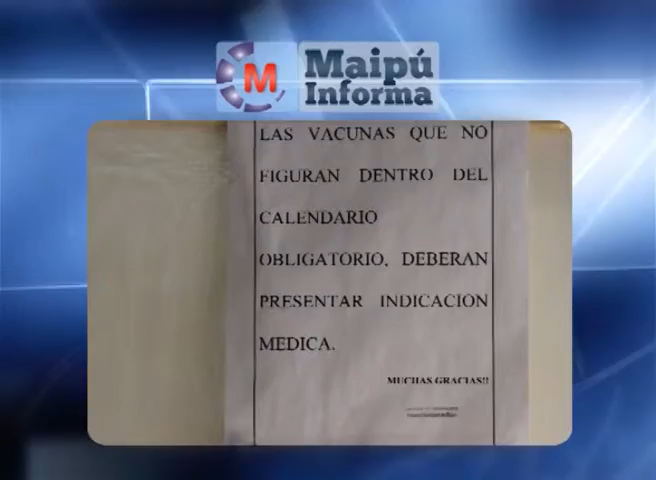 Maipú
Informa
LAS VACUNAS QUE NO
FIGURAN DENTRO DEL
CALENDARIO
OBLIGATORIO, DEBERAN
PRESENTAR INDICACION
MEDICA.
MUCHAS GRACIAS!!